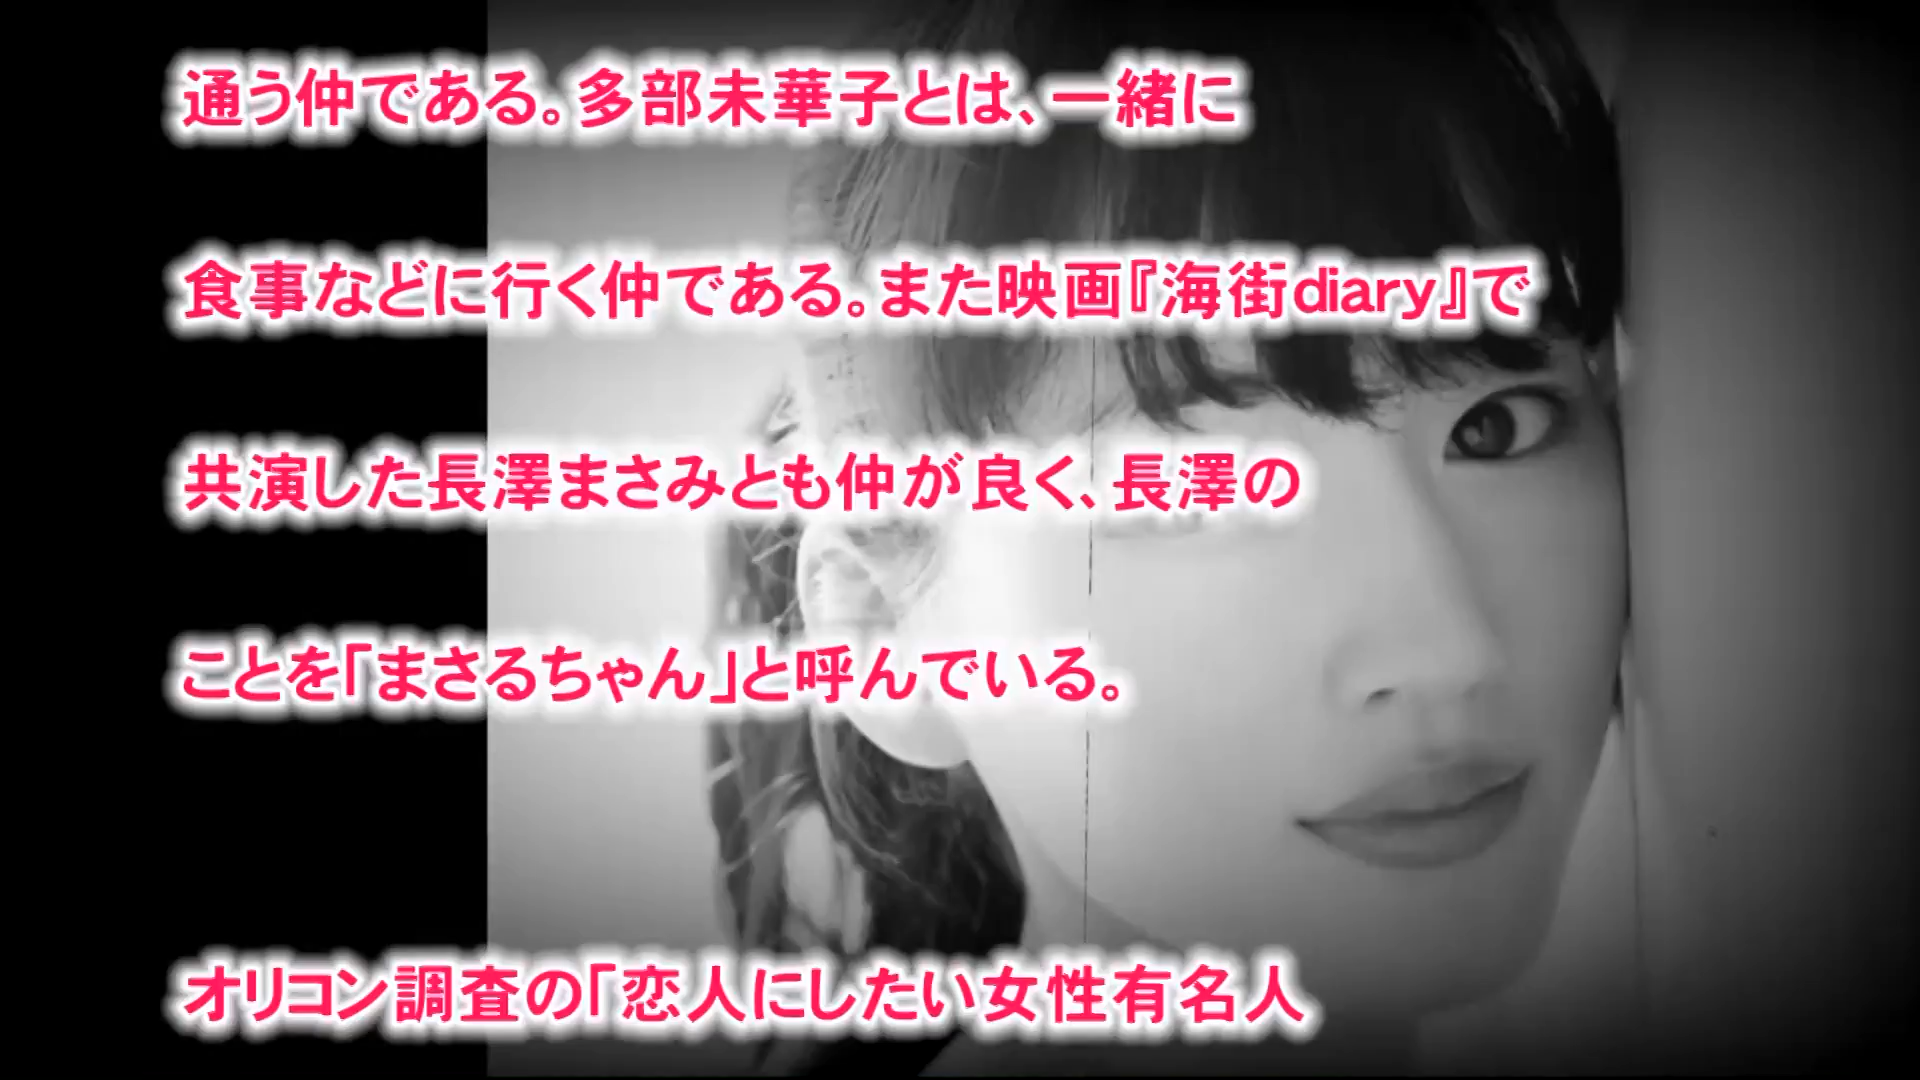 通う仲である。多部未華子とは、一緒に
食事などに行く仲である。また映画『海街diary』で
共演した長澤まさみとも仲が良く、長澤の
ことを「まさるちゃん」と呼んでいる。
オリコン調査の「恋人にしたい女性有名人